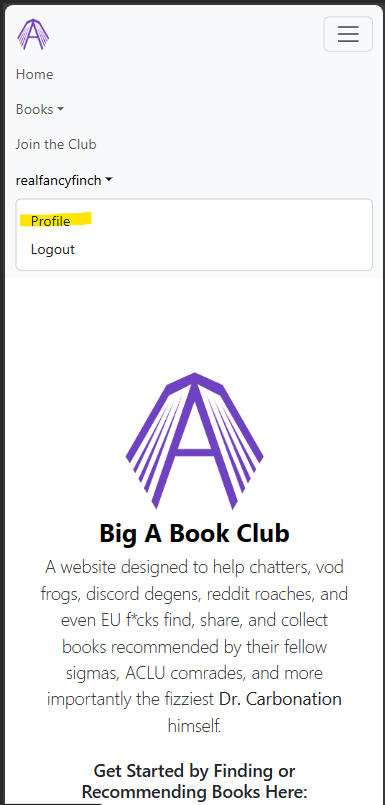 Home
Books
Join the Club
realfancyfinch
Profile
Logout
Big A Book Club
A website designed to help chatters, vod
frogs, discord degens, reddit roaches, and
even EU f*cks find, share, and collect
books recommended by their fellow
sigmas, ACLU comrades, and more
importantly the fizziest Dr. Carbonation
himself.
Get Started by Finding or
Recommending Books Here: